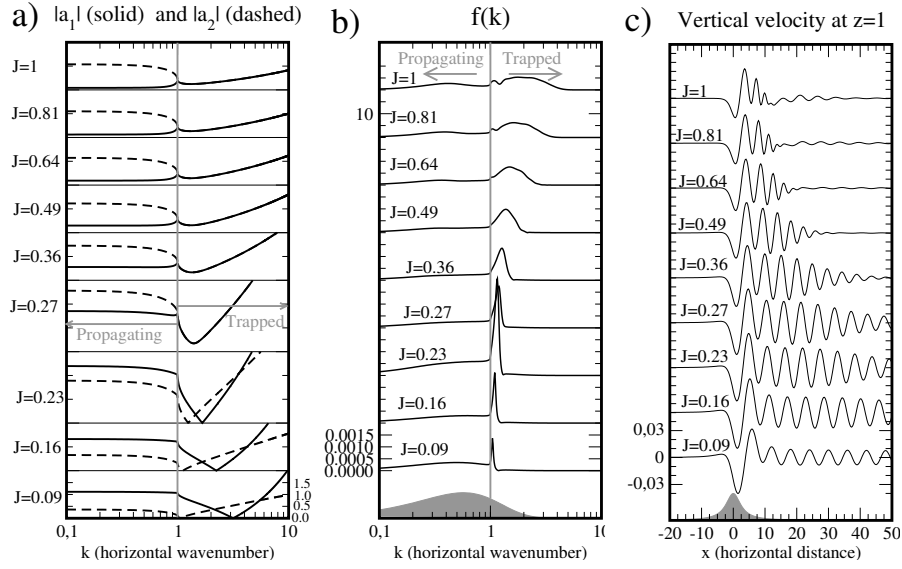 a) |a1| (solid) and |a2| (dashed)
J=1
J=0.81
J=0.64
J=0.49
J=0.36
J=0.27
Propagating
Trapped
J=0.23
J=0.16
J=0.09
1.5
1.0
0.5
0.0
0,1 1 10
k (horizontal wavenumber)
b) f(k)
Propagating Trapped
J=1
10
J=0.81
J=0.64
J=0.49
J=0.36
J=0.27
J=0.23
J=0.16
0.0015
0.0010
0.0005
0.0000
J=0.09
0,1 1 10
k (horizontal wavenumber)
c) Vertical velocity at z=1
J=1
J=0.81
J=0.64
J=0.49
J=0.36
J=0.27
J=0.23
J=0.16
0,03
J=0.09
0
-0,03
-20 -10 0 10 20 30 40 50
x (horizontal distance)